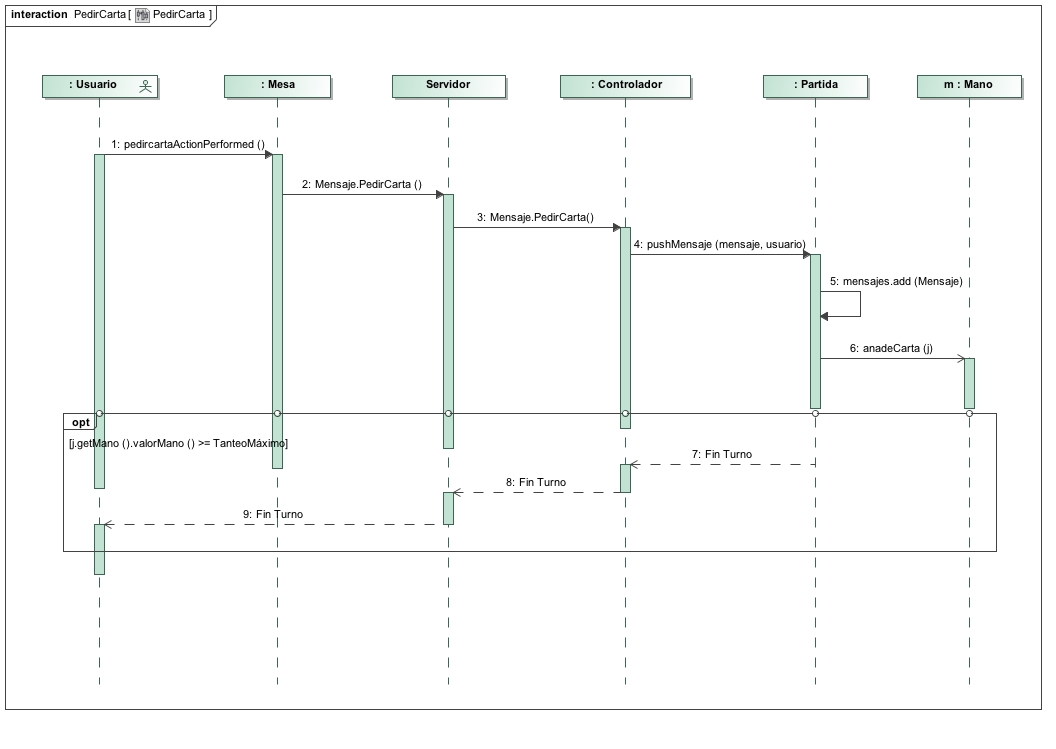 interaction PedirCarta [ PedirCarta ]
: Usuario
: Mesa
Servidor
: Controlador
: Partida
m : Mano
1: pedircartaActionPerformed ()
2: Mensaje.PedirCarta ()
3: Mensaje.PedirCarta()
4: pushMensaje (mensaje, usuario)
5: mensajes.add (Mensaje)
6: anadeCarta (j)
opt
[j.getMano ().valorMano () >= TanteoMáximo]
7: Fin Turno
8: Fin Turno
9: Fin Turno